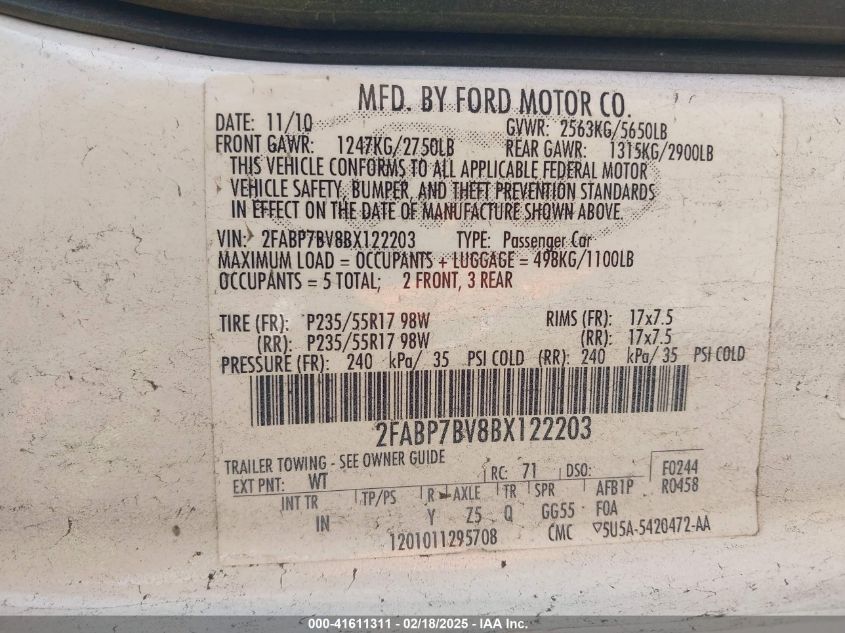 MFD. BY FORD MOTOR CO.
DATE: 11/10 GVWR: 2563KG/5650LB
FRONT GAWR: 1247KG/2750LB REAR GAWR: 1315KG/2900LB
THIS VEHICLE CONFORMS TO ALL APPLICABLE FEDERAL MOTOR
VEHICLE SAFETY, BUMPER, AND THEFT PREVENTION STANDARDS
IN EFFECT ON THE DATE OF MANUFACTURE SHOWN ABOVE.
VIN: 2FABP7BV8BX122203 TYPE: Passenger Car
MAXIMUM LOAD = OCCUPANTS + LUGGAGE = 498KG/1100LB
OCCUPANTS = 5 TOTAL; 2 FRONT, 3 REAR
TIRE (FR): P235/55R17 98W RIMS (FR): 17x7.5
(RR): P235/55R17 98W (RR): 17x7.5
PRESSURE (FR): 240 kPa/ 35 PSI COLD (RR): 240 kPa/ 35 PSI COLD
2FABP7BV8BX122203
TRAILER TOWING - SEE OWNER GUIDE
EXT PNT: WT RC: 71 DSO: F0244
INT TR TP/PS R AXLE TR SPR AFB1P R0458
IN Y Z5 Q GG55 FOA
1201011295708 CMC 5U5A-5420472-AA
000-41611311 - 02/18/2025 - IAA Inc.